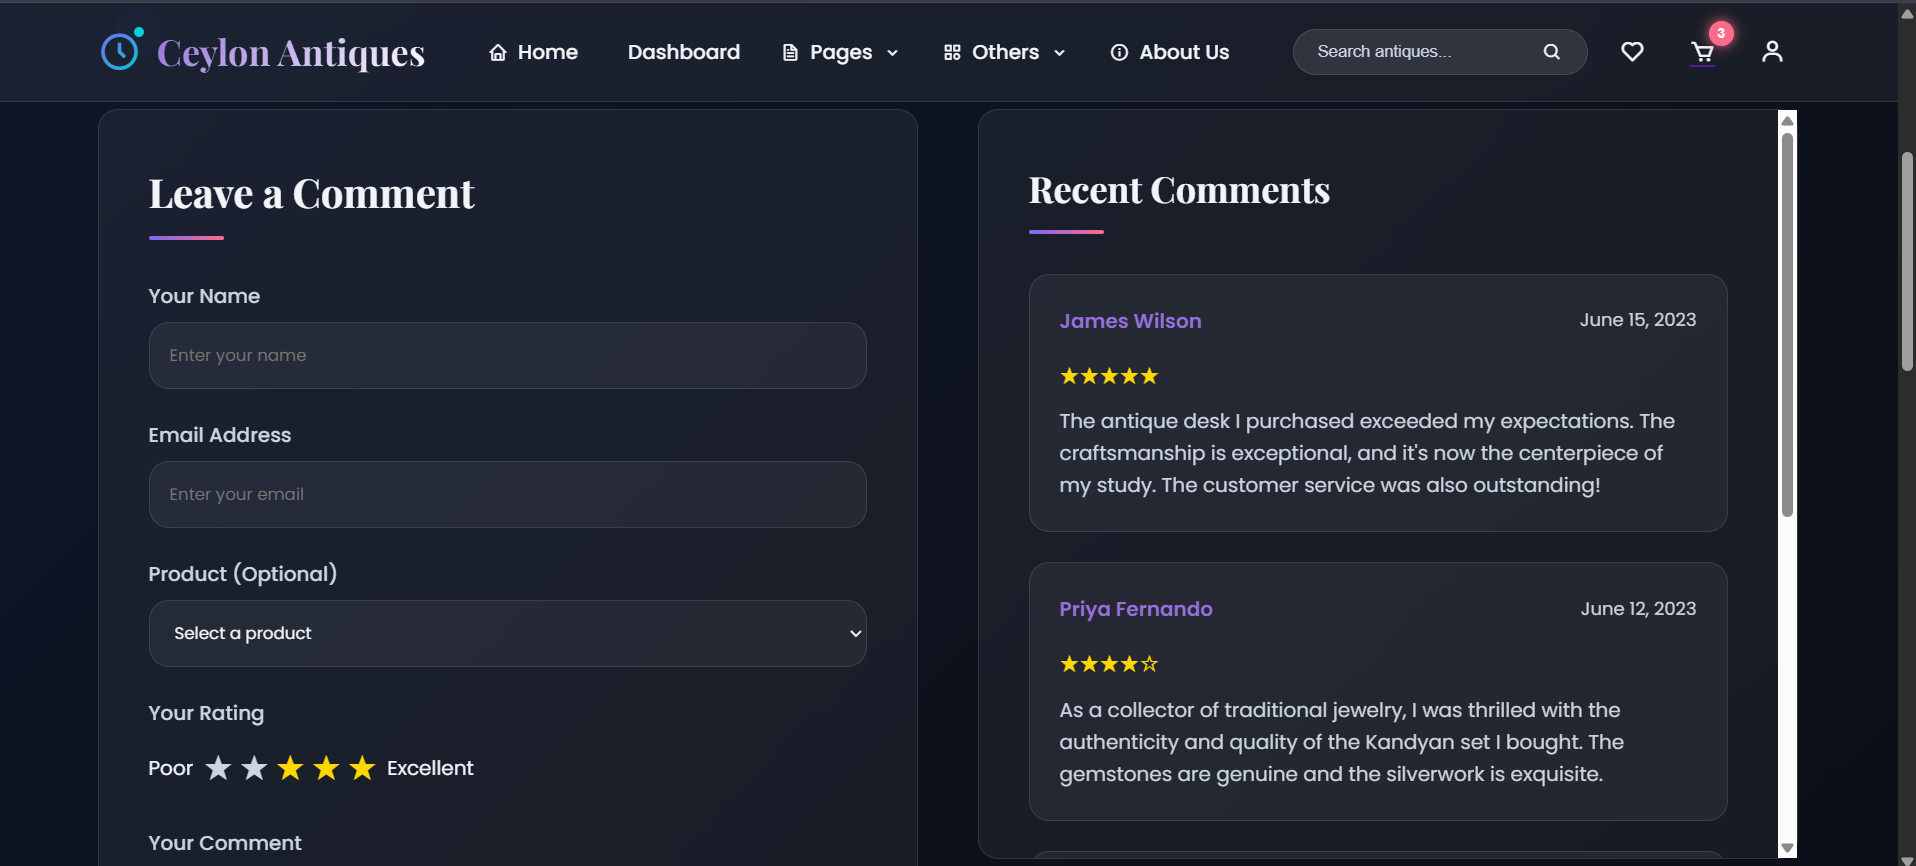 Ceylon Antiques
Home
Dashboard
Pages
Others
About Us
Search antiques...
3
Leave a Comment
Your Name
Enter your name
Email Address
Enter your email
Product (Optional)
Select a product
Your Rating
Poor ★ ★ ★ ★ ★ Excellent
Your Comment
Recent Comments
James Wilson
June 15, 2023
★★★★★
The antique desk I purchased exceeded my expectations. The
craftsmanship is exceptional, and it's now the centerpiece of
my study. The customer service was also outstanding!
Priya Fernando
June 12, 2023
★★★★☆
As a collector of traditional jewelry, I was thrilled with the
authenticity and quality of the Kandyan set I bought. The
gemstones are genuine and the silverwork is exquisite.